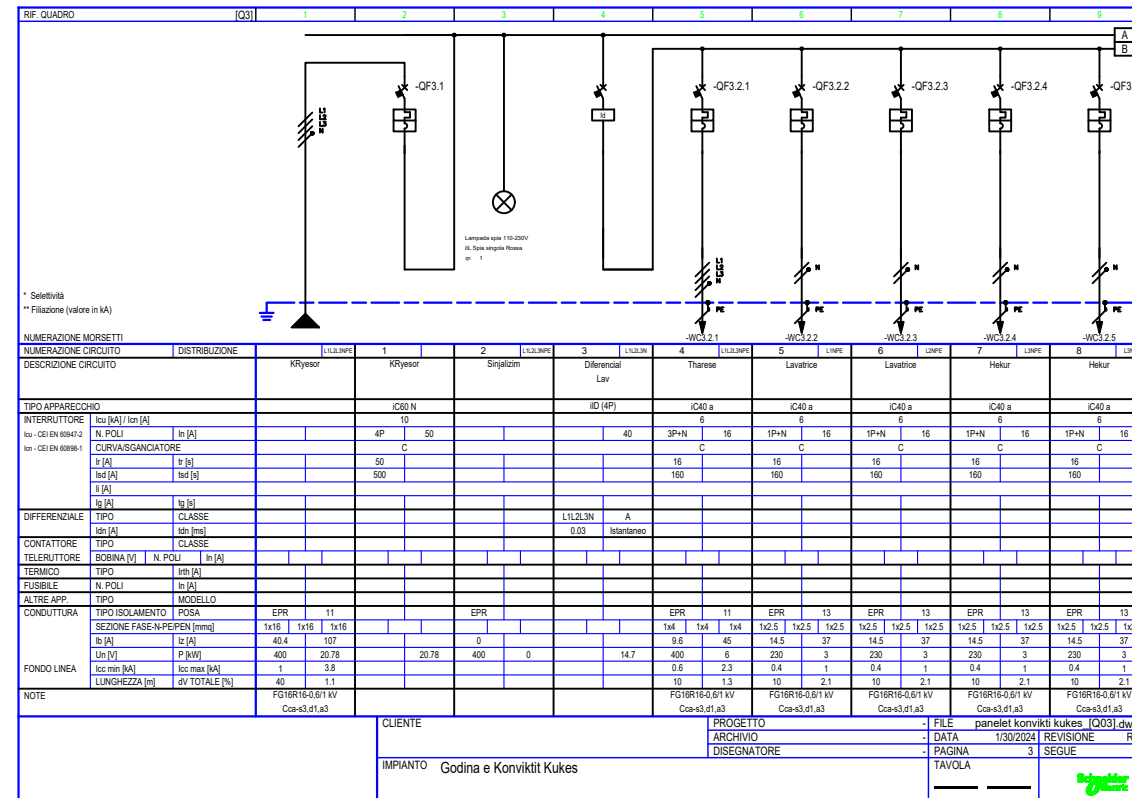 RIF. QUADRO [Q3] 1 2 3 4 5 6 7 8 9
A
B
-QF3.1 -QF3.2.1 -QF3.2.2 -QF3.2.3 -QF3.2.4 -QF3
Id
Lampada spia 110-230V
iIL Spia singola Rossa
qn 1
N N N N
PE PE PE PE PE
* Selettività
** Filiazione (valore in kA)
NUMERAZIONE MORSETTI -WC3.2.1 -WC3.2.2 -WC3.2.3 -WC3.2.4 -WC3.2.5
NUMERAZIONE CIRCUITO DISTRIBUZIONE L1L2L3NPE 1 2 L1L2L3NPE 3 L1L2L3N 4 L1L2L3NPE 5 L1NPE 6 L2NPE 7 L3NPE 8
DESCRIZIONE CIRCUITO KRyesor KRyesor Sinjalizim Diferencial Tharese Lavatrice Lavatrice Hekur Hekur
Lav
TIPO APPARECCHIO iC60 N iID (4P) iC40 a iC40 a iC40 a iC40 a iC40 a
INTERRUTTORE Icu [kA] / Icn [A] 10 6 6 6 6 6
Icu - CEI EN 60947-2 N. POLI In [A] 4P 50 40 3P+N 16 1P+N 16 1P+N 16 1P+N 16 1P+N 16
Icn - CEI EN 60898-1 CURVA/SGANCIATORE C C C C C C
Ir [A] tr [s] 50 16 16 16 16 16
Isd [A] tsd [s] 500 160 160 160 160 160
Ii [A]
Ig [A] tg [s]
DIFFERENZIALE TIPO CLASSE L1L2L3N A
Idn [A] tdn [ms] 0.03 Istantaneo
CONTATTORE TIPO CLASSE
TELERUTTORE BOBINA [V] N. POLI In [A]
TERMICO TIPO Irth [A]
FUSIBILE N. POLI In [A]
ALTRE APP. TIPO MODELLO
CONDUTTURA TIPO ISOLAMENTO POSA EPR 11 EPR EPR 11 EPR 13 EPR 13 EPR 13 EPR 13
SEZIONE FASE-N-PE/PEN [mmq] 1x16 1x16 1x16 1x4 1x4 1x4 1x2.5 1x2.5 1x2.5 1x2.5 1x2.5 1x2.5 1x2.5 1x2.5 1x2.5 1x2.5 1x2.5
Ib [A] Iz [A] 40.4 107 0 9.6 45 14.5 37 14.5 37 14.5 37 14.5 37
Un [V] P [kW] 400 20.78 20.78 400 0 14.7 400 6 230 3 230 3 230 3 230 3
FONDO LINEA Icc min [kA] Icc max [kA] 1 3.8 0.6 2.3 0.4 1 0.4 1 0.4 1 0.4 1
LUNGHEZZA [m] dV TOTALE [%] 40 1.1 10 1.3 10 2.1 10 2.1 10 2.1 10 2.1
NOTE FG16R16-0,6/1 kV FG16R16-0,6/1 kV FG16R16-0,6/1 kV FG16R16-0,6/1 kV FG16R16-0,6/1 kV FG16R16-0,6/1 kV
Cca-s3,d1,a3 Cca-s3,d1,a3 Cca-s3,d1,a3 Cca-s3,d1,a3 Cca-s3,d1,a3 Cca-s3,d1,a3
CLIENTE PROGETTO - FILE panelet konvikti kukes_[Q03].dw
ARCHIVIO - DATA 1/30/2024 REVISIONE R
DISEGNATORE - PAGINA 3 SEGUE
IMPIANTO Godina e Konviktit Kukes TAVOLA
Schneider
Electric